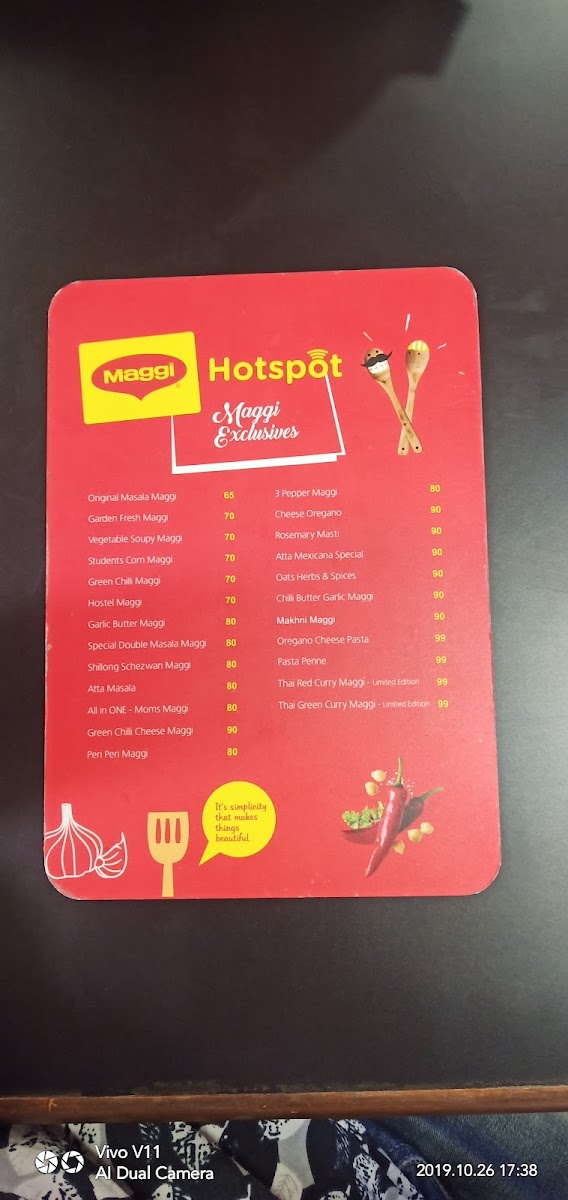 Maggi
Hotspot
Maggi
Exclusives
Original Masala Maggi 65
Garden Fresh Maggi 70
Vegetable Soupy Maggi 70
Students Corn Maggi 70
Green Chilli Maggi 70
Hostel Maggi 70
Garlic Butter Maggi 80
Special Double Masala Maggi 80
Shillong Schezwan Maggi 80
Atta Masala 80
All in ONE - Moms Maggi 80
Green Chilli Cheese Maggi 90
Peri Peri Maggi 80
3 Pepper Maggi 80
Cheese Oregano 90
Rosemary Masti 90
Atta Mexicana Special 90
Oats Herbs & Spices 90
Chilli Butter Garlic Maggi 90
Makhni Maggi 90
Oregano Cheese Pasta 99
Pasta Penne 99
Thai Red Curry Maggi - Limited Edition 99
Thai Green Curry Maggi - Limited Edition 99
It's simplicity
that makes
things
beautiful
Vivo V11
AI Dual Camera
2019.10.26 17:38